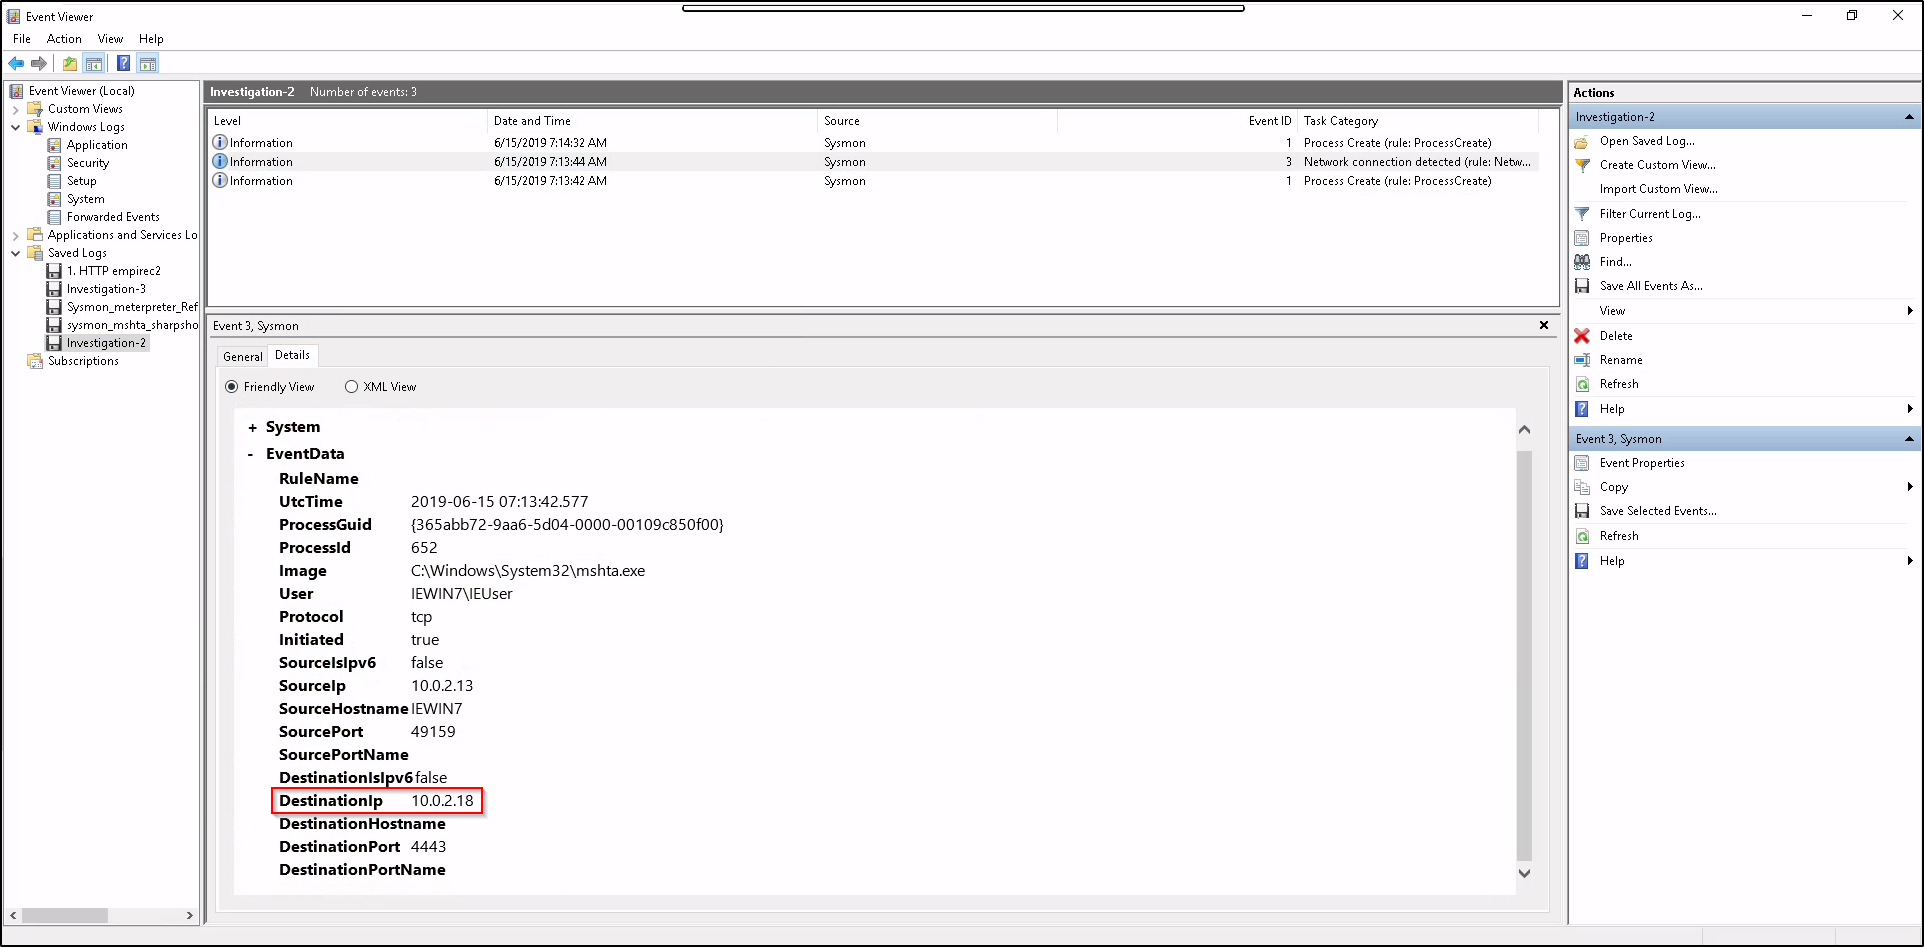 Event Viewer
File Action View Help
Event Viewer (Local)
Custom Views
Windows Logs
Application
Security
Setup
System
Forwarded Events
Applications and Services Lo
Saved Logs
1. HTTP empirec2
Investigation-3
Sysmon_meterpreter_Ref
sysmon_mshta_sharpsho
Investigation-2
Subscriptions
Investigation-2 Number of events: 3
Level Date and Time Source Event ID Task Category
Information 6/15/2019 7:14:32 AM Sysmon 1 Process Create (rule: ProcessCreate)
Information 6/15/2019 7:13:44 AM Sysmon 3 Network connection detected (rule: Netw...
Information 6/15/2019 7:13:42 AM Sysmon 1 Process Create (rule: ProcessCreate)
Event 3, Sysmon
General Details
Friendly View XML View
+ System
- EventData
RuleName
UtcTime 2019-06-15 07:13:42.577
ProcessGuid {365abb72-9aa6-5d04-0000-00109c850f00}
ProcessId 652
Image C:\Windows\System32\mshta.exe
User IEWIN7\IEUser
Protocol tcp
Initiated true
SourceIsIpv6 false
SourceIp 10.0.2.13
SourceHostname IEWIN7
SourcePort 49159
SourcePortName
DestinationIsIpv6 false
DestinationIp 10.0.2.18
DestinationHostname
DestinationPort 4443
DestinationPortName
Actions
Investigation-2
Open Saved Log...
Create Custom View...
Import Custom View...
Filter Current Log...
Properties
Find...
Save All Events As...
View
Delete
Rename
Refresh
Help
Event 3, Sysmon
Event Properties
Copy
Save Selected Events...
Refresh
Help